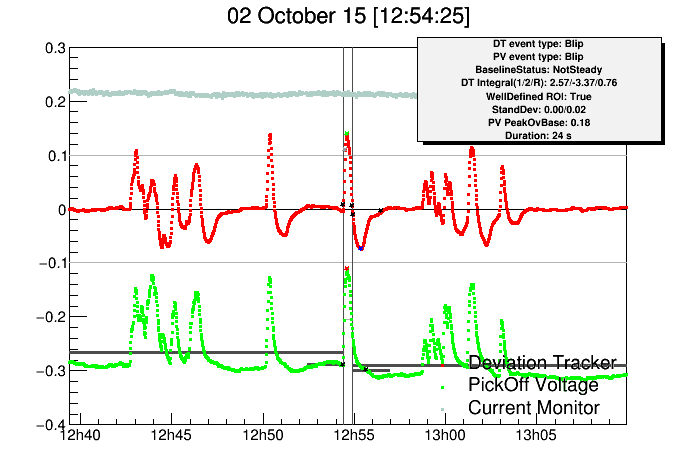 02 October 15 [12:54:25]
DT event type: Blip
PV event type: Blip
BaselineStatus: NotSteady
DT Integral(1/2/R): 2.57/-3.37/0.76
WellDefined ROI: True
StandDev: 0.00/0.02
PV PeakOvBase: 0.18
Duration: 24 s
0.3
0.2
0.1
0
−0.1
−0.2
−0.3
−0.4
Deviation Tracker
PickOff Voltage
Current Monitor
12h40 12h45 12h50 12h55 13h00 13h05